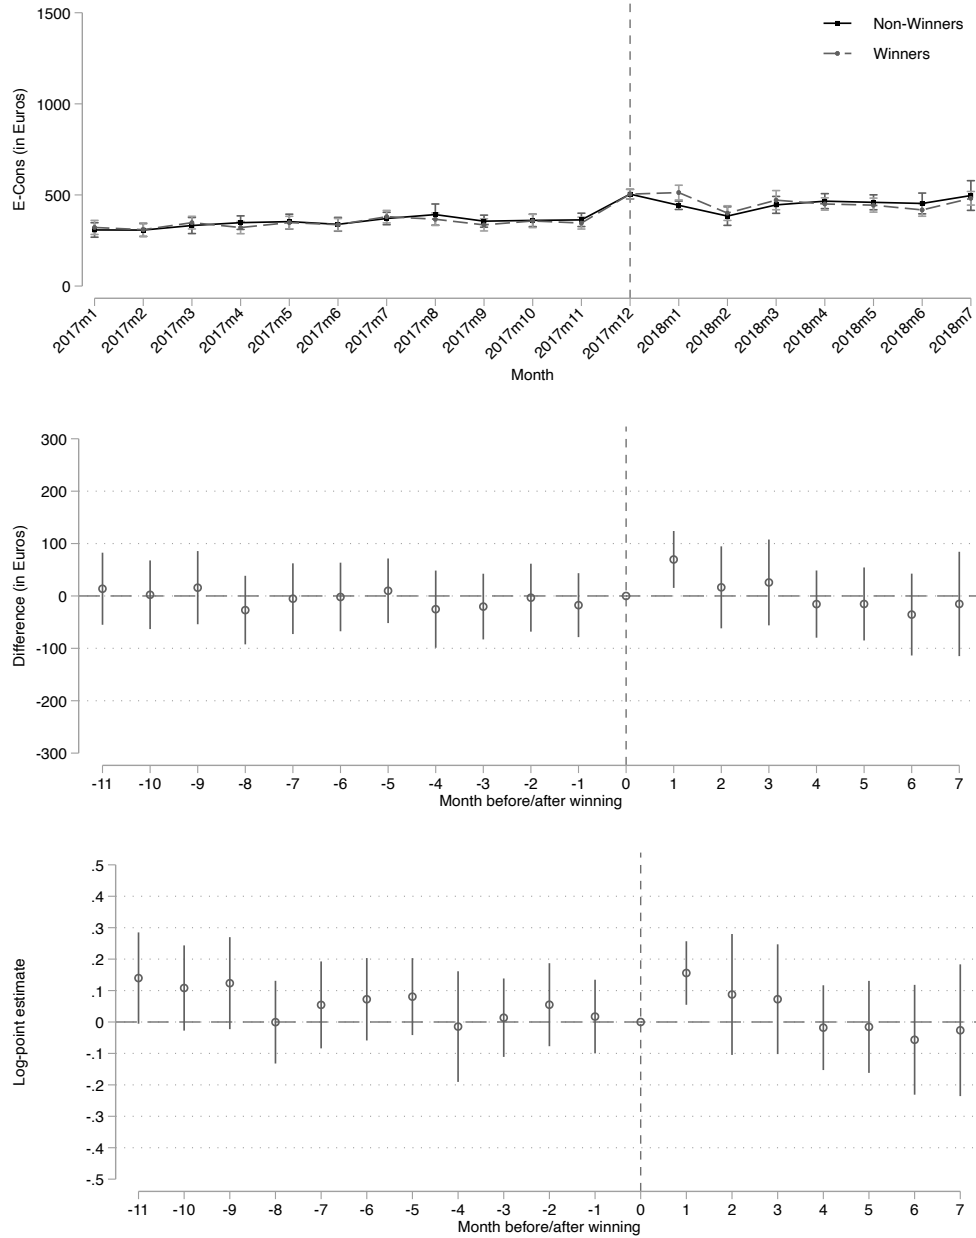 1500
Non-Winners
Winners
1000
E-Cons (in Euros)
500
0
2017m1 2017m2 2017m3 2017m4 2017m5 2017m6 2017m7 2017m8 2017m9 2017m10 2017m11 2017m12 2018m1 2018m2 2018m3 2018m4 2018m5 2018m6 2018m7
Month
300
200
100
Difference (in Euros)
0
-100
-200
-300
-11 -10 -9 -8 -7 -6 -5 -4 -3 -2 -1 0 1 2 3 4 5 6 7
Month before/after winning
.5
.4
.3
.2
.1
Log-point estimate
0
-.1
-.2
-.3
-.4
-.5
-11 -10 -9 -8 -7 -6 -5 -4 -3 -2 -1 0 1 2 3 4 5 6 7
Month before/after winning